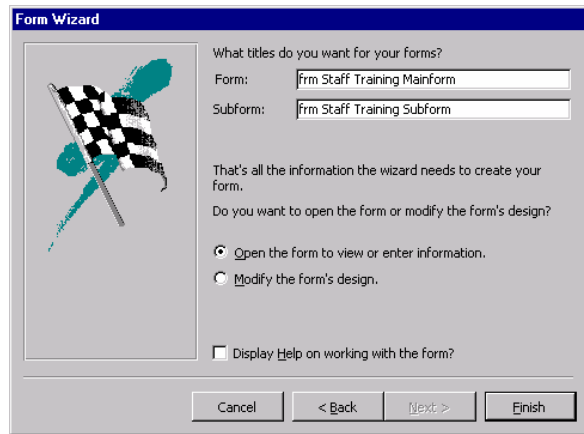 Form Wizard
What titles do you want for your forms?
Form: frm Staff Training Mainform
Subform: frm Staff Training Subform
That's all the information the wizard needs to create your
form.
Do you want to open the form or modify the form's design?
Open the form to view or enter information.
Modify the form's design.
Display Help on working with the form?
Cancel < Back Next > Finish